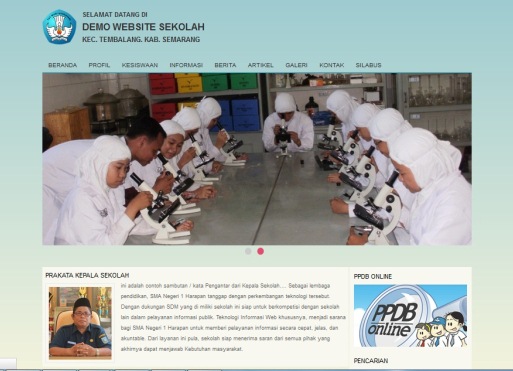 SELAMAT DATANG DI
DEMO WEBSITE SEKOLAH
KEC. TEMBALANG. KAB. SEMARANG
BERANDA PROFIL KESISWAAN INFORMASI BERITA ARTIKEL GALERI KONTAK SILABUS
PRAKATA KEPALA SEKOLAH
ini adalah contoh sambutan / kata Pengantar dari Kepala Sekolah.... Sebagai lembaga
pendidikan, SMA Negeri 1 Harapan tanggap dengan perkembangan teknologi tersebut.
Dengan dukungan SDM yang di miliki sekolah ini siap untuk berkompetisi dengan sekolah
lain dalam pelayanan informasi publik. Teknologi Informasi Web khususnya, menjadi sarana
bagi SMA Negeri 1 Harapan untuk memberi pelayanan informasi secara cepat, jelas, dan
akuntable. Dari layanan ini pula, sekolah siap menerima saran dari semua pihak yang
akhirnya dapat menjawab Kebutuhan masyarakat.
PPDB ONLINE
PPDB
online
PENCARIAN